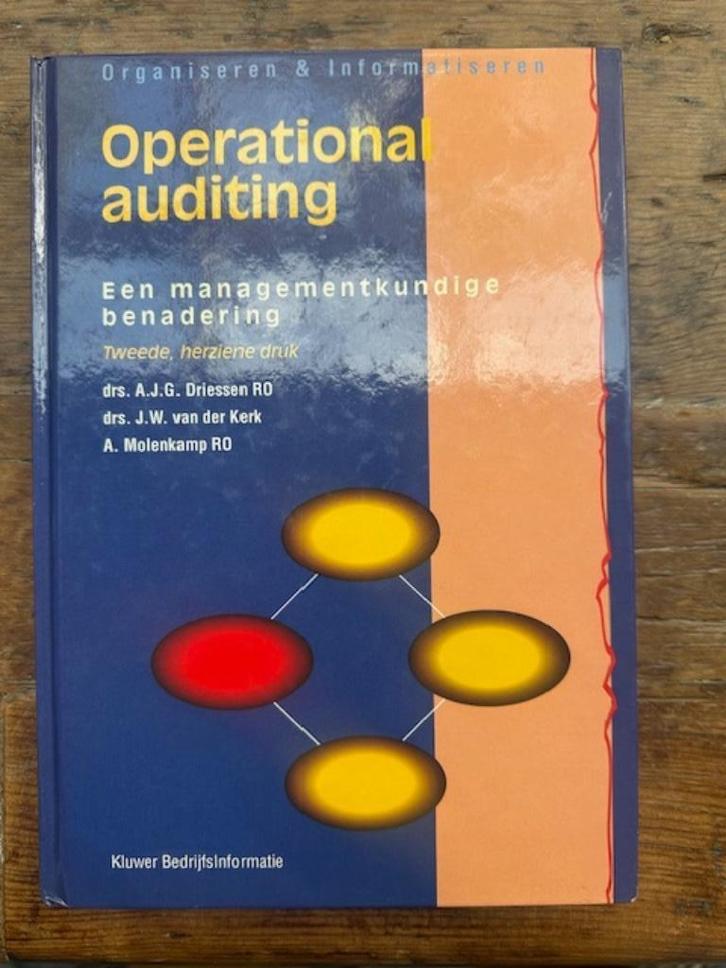 Organiseren & Informatiseren
Operational
auditing
Een managementkundige
benadering
Tweede, herziene druk
drs. A.J.G. Driessen RO
drs. J.W. van der Kerk
A. Molenkamp RO
Kluwer BedrijfsInformatie